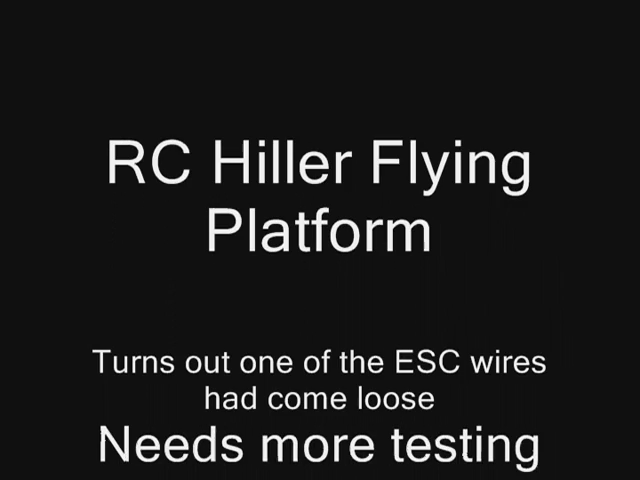 RC Hiller Flying
Platform
Turns out one of the ESC wires
had come loose
Needs more testing